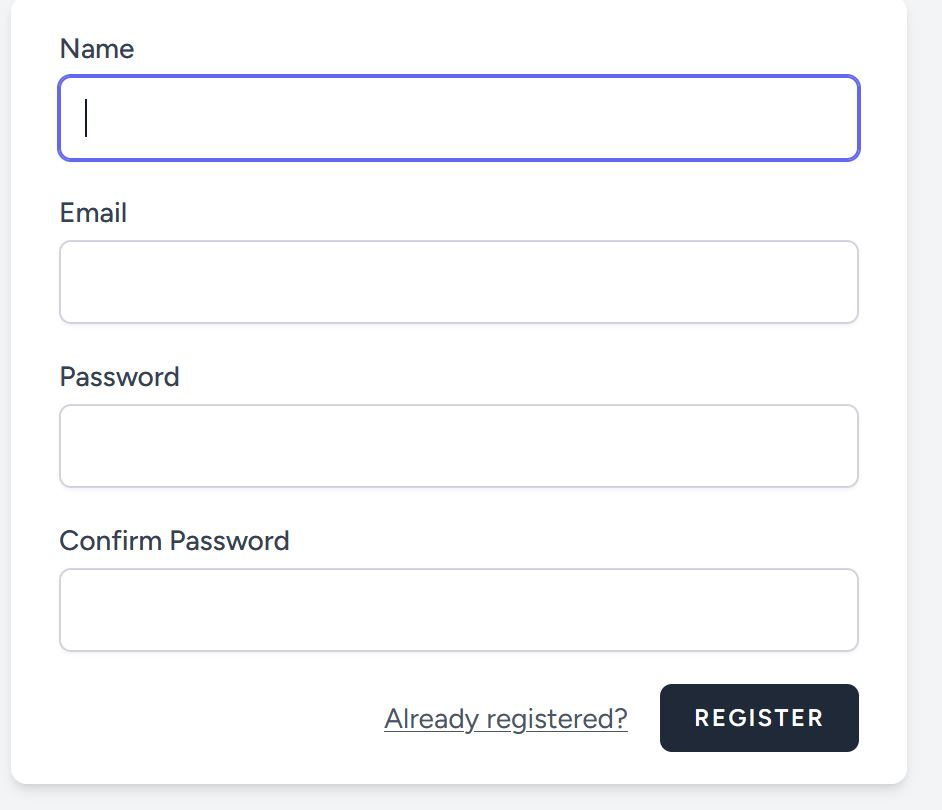 Name
Email
Password
Confirm Password
Already registered? REGISTER